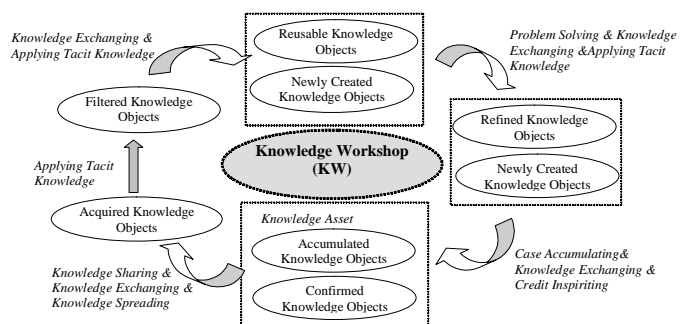 Knowledge Exchanging &
Applying Tacit Knowledge
Reusable Knowledge
Objects
Newly Created
Knowledge Objects
Problem Solving & Knowledge
Exchanging &Applying Tacit
Knowledge
Filtered Knowledge
Objects
Refined Knowledge
Objects
Newly Created
Knowledge Objects
Knowledge Workshop
(KW)
Applying Tacit
Knowledge
Acquired Knowledge
Objects
Knowledge Asset
Accumulated
Knowledge Objects
Confirmed
Knowledge Objects
Knowledge Sharing &
Knowledge Exchanging &
Knowledge Spreading
Case Accumulating&
Knowledge Exchanging &
Credit Inspiriting